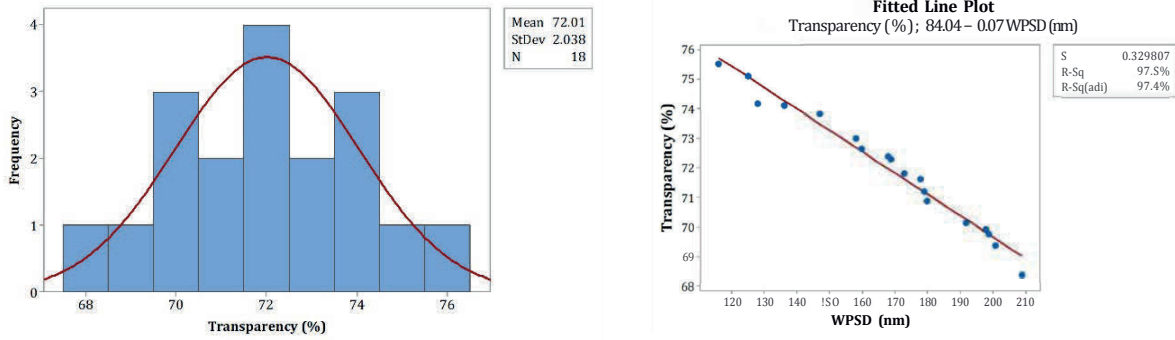 4
3
2
1
0
Frequency
68 70 72 74 76
Transparency (%)
Mean 72.01
StDev 2.038
N 18
Fitted Line Plot
Transparency (%) ; 84.04 – 0.07 WPSD (nm)
76
75
74
73
72
71
70
69
68
Transparency (%)
120 130 140 !SO 160 170 180 190 200 210
WPSD (nm)
S 0.329807
R-Sq 97.S%
R-Sq(adi) 97.4%